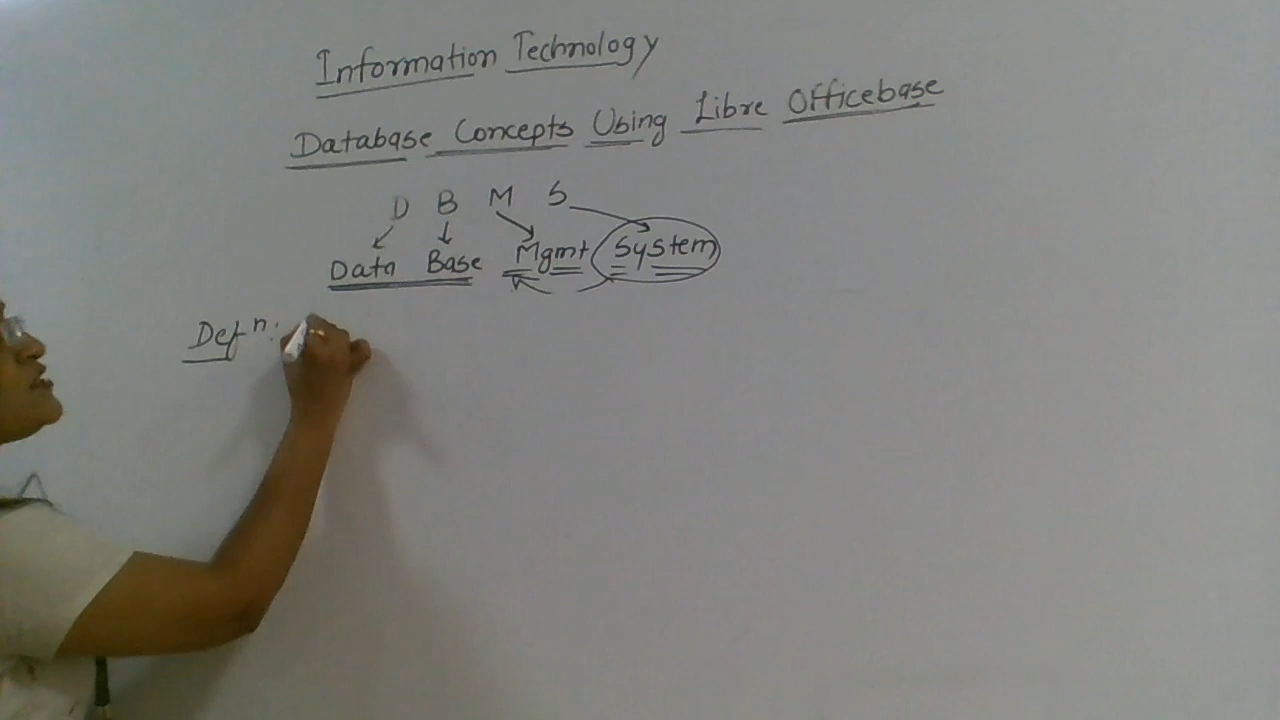 Information Technology
Database Concepts Using Libre Officebase
D B M S
Data Base Mgmt System
Defⁿ: